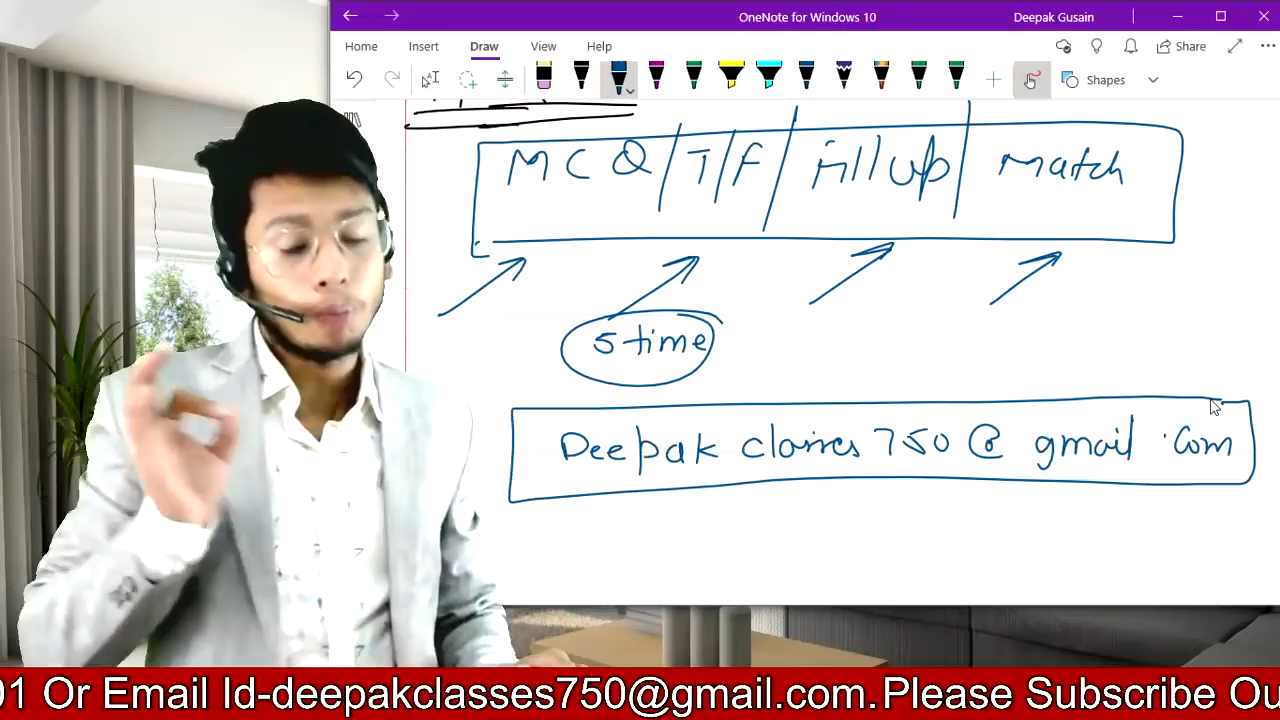 OneNote for Windows 10 Deepak Gusain
Home Insert Draw View Help Share
Shapes
MCQ / T/F / Fill up / Match
5 time
Deepak classes 750 @ gmail .com
01 Or Email Id-deepakclasses750@gmail.com.Please Subscribe Ou